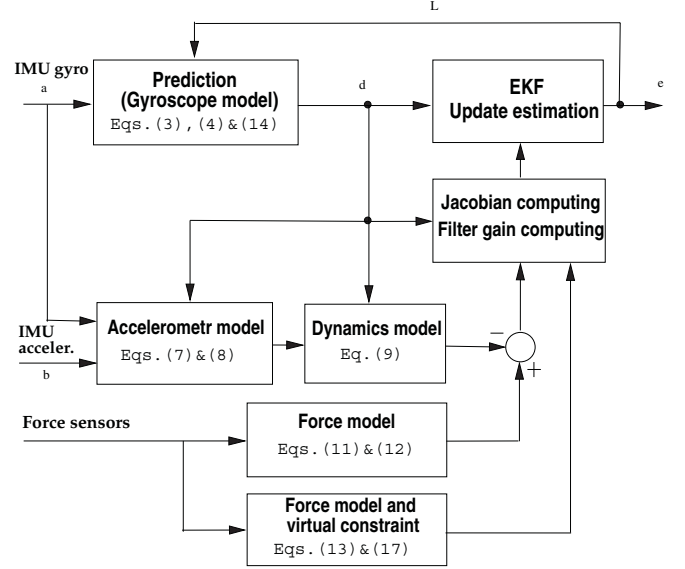 L
IMU gyro
a
Prediction
(Gyroscope model)
Eqs.(3),(4)&(14)
d
EKF
Update estimation
e
Jacobian computing
Filter gain computing
IMU
acceler.
b
Accelerometr model
Eqs.(7)&(8)
Dynamics model
Eq.(9)
−
+
Force sensors
Force model
Eqs.(11)&(12)
Force model and
virtual constraint
Eqs.(13)&(17)